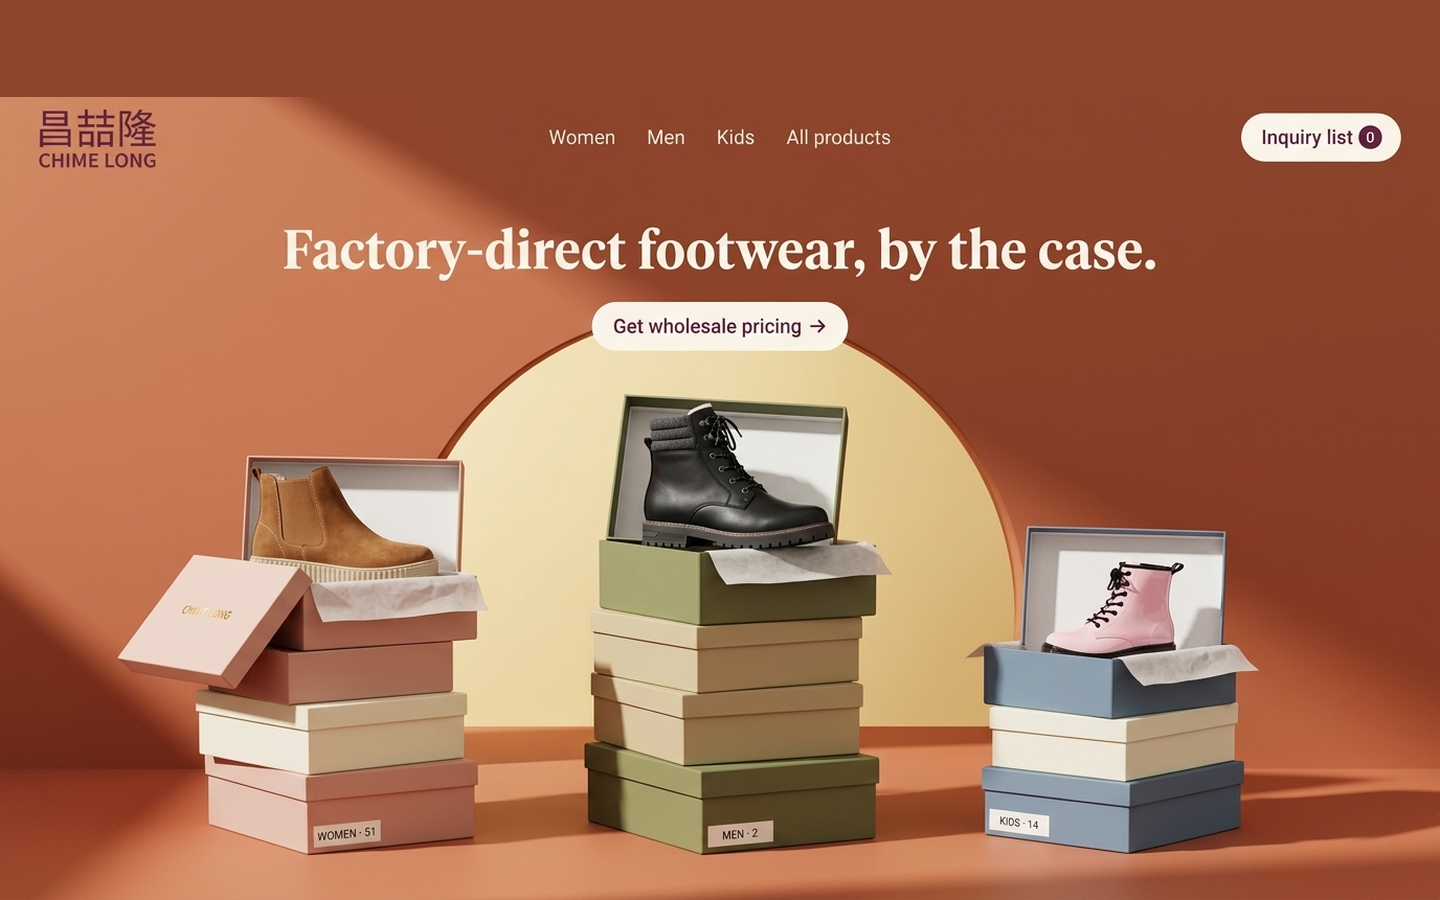 昌喆隆
CHIME LONG
Women Men Kids All products
Inquiry list 0
Factory-direct footwear, by the case.
Get wholesale pricing →
WOMEN · 51
MEN · 2
KIDS · 14